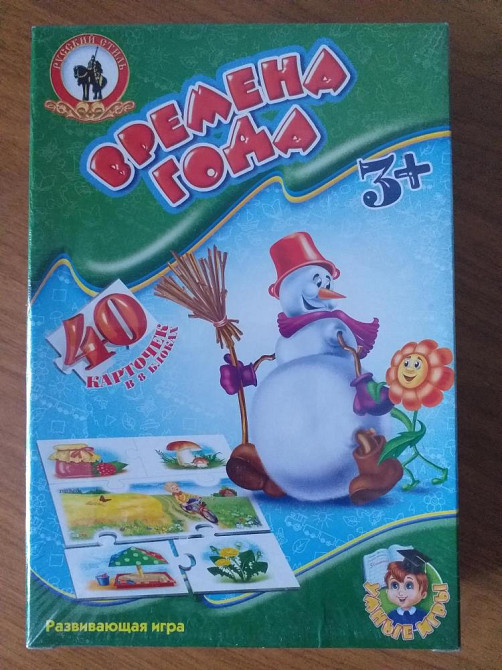 РУССКИЙ СТИЛЬ
ВРЕМЕНА
ГОДА
3+
40
КАРТОЧЕК
В 8 БЛОКАХ
УМНЫЕ ИГРЫ
Развивающая игра